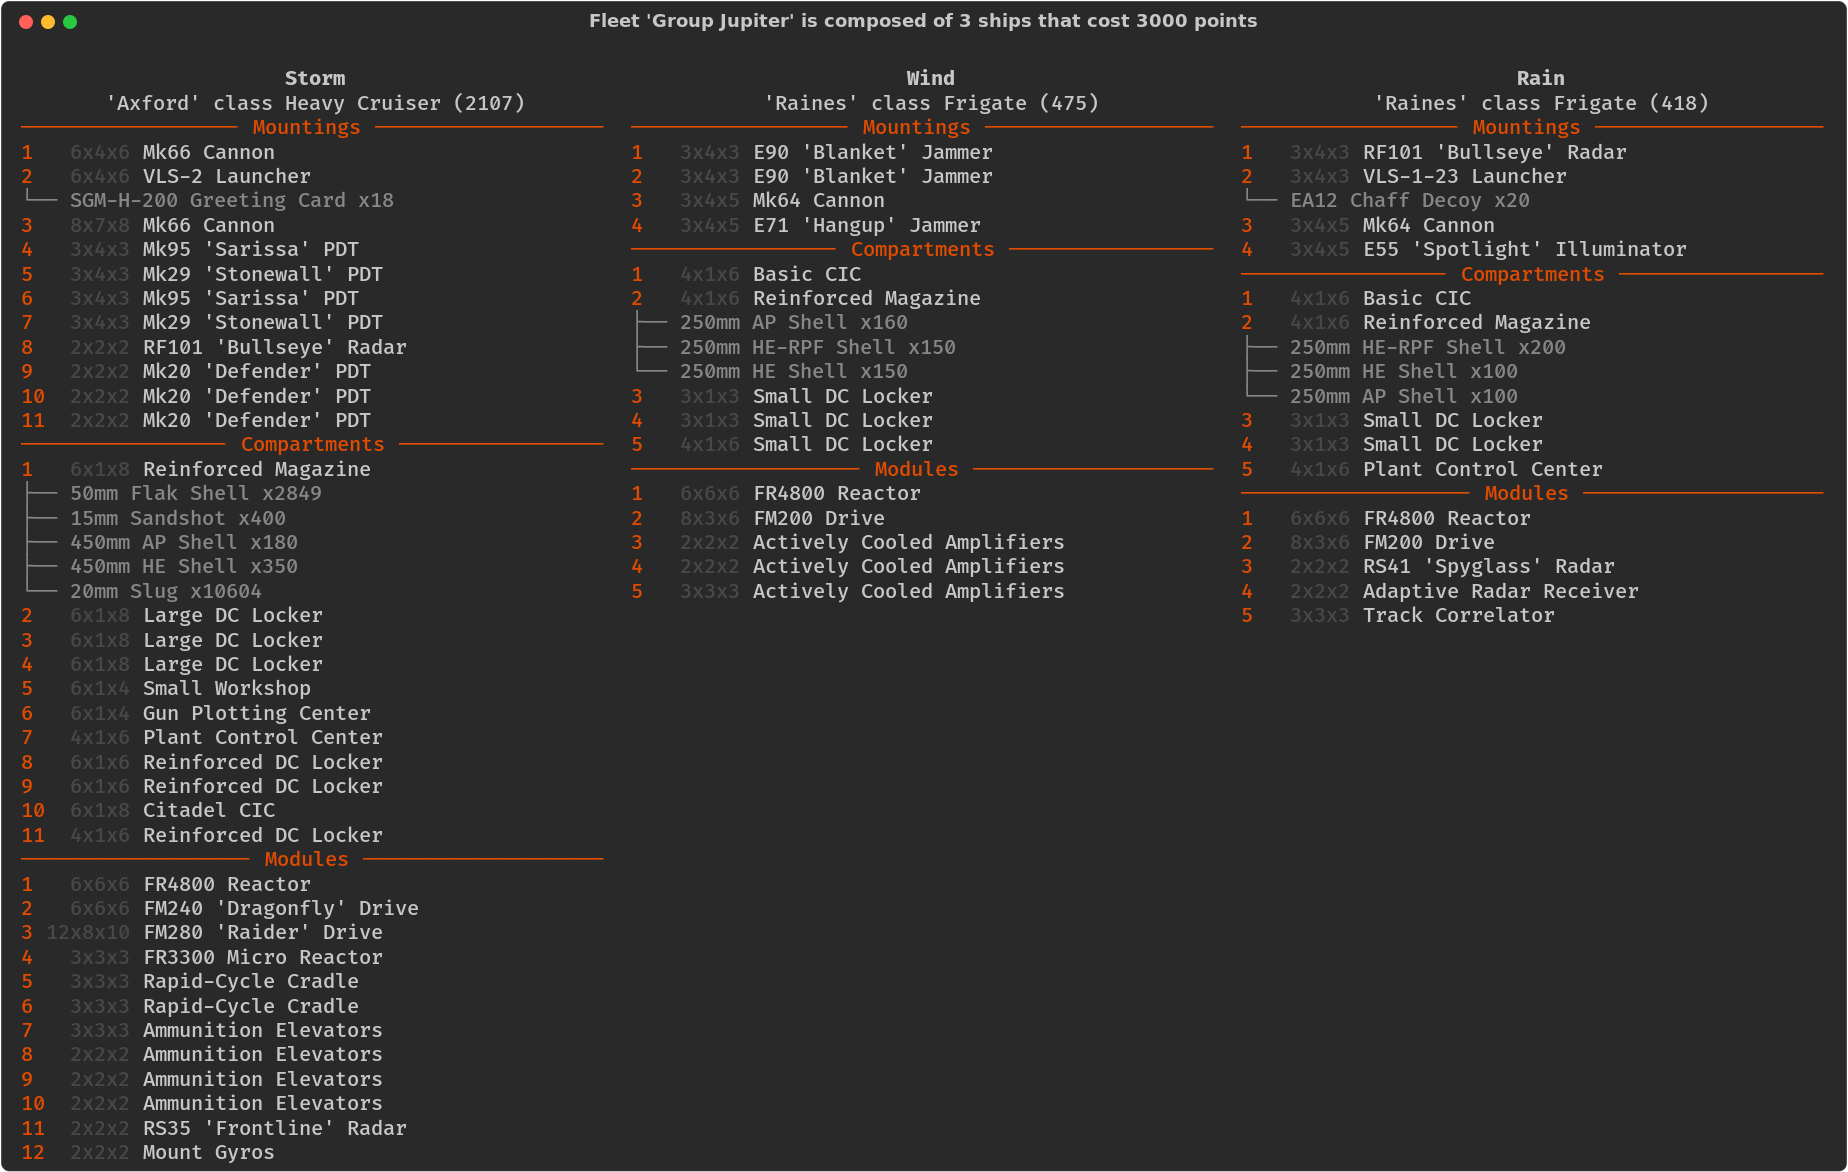 Fleet 'Group Jupiter' is composed of 3 ships that cost 3000 points
Storm
'Axford' class Heavy Cruiser (2107)
Mountings
1 6x4x6 Mk66 Cannon
2 6x4x6 VLS-2 Launcher
SGM-H-200 Greeting Card x18
3 8x7x8 Mk66 Cannon
4 3x4x3 Mk95 'Sarissa' PDT
5 3x4x3 Mk29 'Stonewall' PDT
6 3x4x3 Mk95 'Sarissa' PDT
7 3x4x3 Mk29 'Stonewall' PDT
8 2x2x2 RF101 'Bullseye' Radar
9 2x2x2 Mk20 'Defender' PDT
10 2x2x2 Mk20 'Defender' PDT
11 2x2x2 Mk20 'Defender' PDT
Compartments
1 6x1x8 Reinforced Magazine
50mm Flak Shell x2849
15mm Sandshot x400
450mm AP Shell x180
450mm HE Shell x350
20mm Slug x10604
2 6x1x8 Large DC Locker
3 6x1x8 Large DC Locker
4 6x1x8 Large DC Locker
5 6x1x4 Small Workshop
6 6x1x4 Gun Plotting Center
7 4x1x6 Plant Control Center
8 6x1x6 Reinforced DC Locker
9 6x1x6 Reinforced DC Locker
10 6x1x8 Citadel CIC
11 4x1x6 Reinforced DC Locker
Modules
1 6x6x6 FR4800 Reactor
2 6x6x6 FM240 'Dragonfly' Drive
3 12x8x10 FM280 'Raider' Drive
4 3x3x3 FR3300 Micro Reactor
5 3x3x3 Rapid-Cycle Cradle
6 3x3x3 Rapid-Cycle Cradle
7 3x3x3 Ammunition Elevators
8 2x2x2 Ammunition Elevators
9 2x2x2 Ammunition Elevators
10 2x2x2 Ammunition Elevators
11 2x2x2 RS35 'Frontline' Radar
12 2x2x2 Mount Gyros
Wind
'Raines' class Frigate (475)
Mountings
1 3x4x3 E90 'Blanket' Jammer
2 3x4x3 E90 'Blanket' Jammer
3 3x4x5 Mk64 Cannon
4 3x4x5 E71 'Hangup' Jammer
Compartments
1 4x1x6 Basic CIC
2 4x1x6 Reinforced Magazine
250mm AP Shell x160
250mm HE-RPF Shell x150
250mm HE Shell x150
3 3x1x3 Small DC Locker
4 3x1x3 Small DC Locker
5 4x1x6 Small DC Locker
Modules
1 6x6x6 FR4800 Reactor
2 8x3x6 FM200 Drive
3 2x2x2 Actively Cooled Amplifiers
4 2x2x2 Actively Cooled Amplifiers
5 3x3x3 Actively Cooled Amplifiers
Rain
'Raines' class Frigate (418)
Mountings
1 3x4x3 RF101 'Bullseye' Radar
2 3x4x3 VLS-1-23 Launcher
EA12 Chaff Decoy x20
3 3x4x5 Mk64 Cannon
4 3x4x5 E55 'Spotlight' Illuminator
Compartments
1 4x1x6 Basic CIC
2 4x1x6 Reinforced Magazine
250mm HE-RPF Shell x200
250mm HE Shell x100
250mm AP Shell x100
3 3x1x3 Small DC Locker
4 3x1x3 Small DC Locker
5 4x1x6 Plant Control Center
Modules
1 6x6x6 FR4800 Reactor
2 8x3x6 FM200 Drive
3 2x2x2 RS41 'Spyglass' Radar
4 2x2x2 Adaptive Radar Receiver
5 3x3x3 Track Correlator